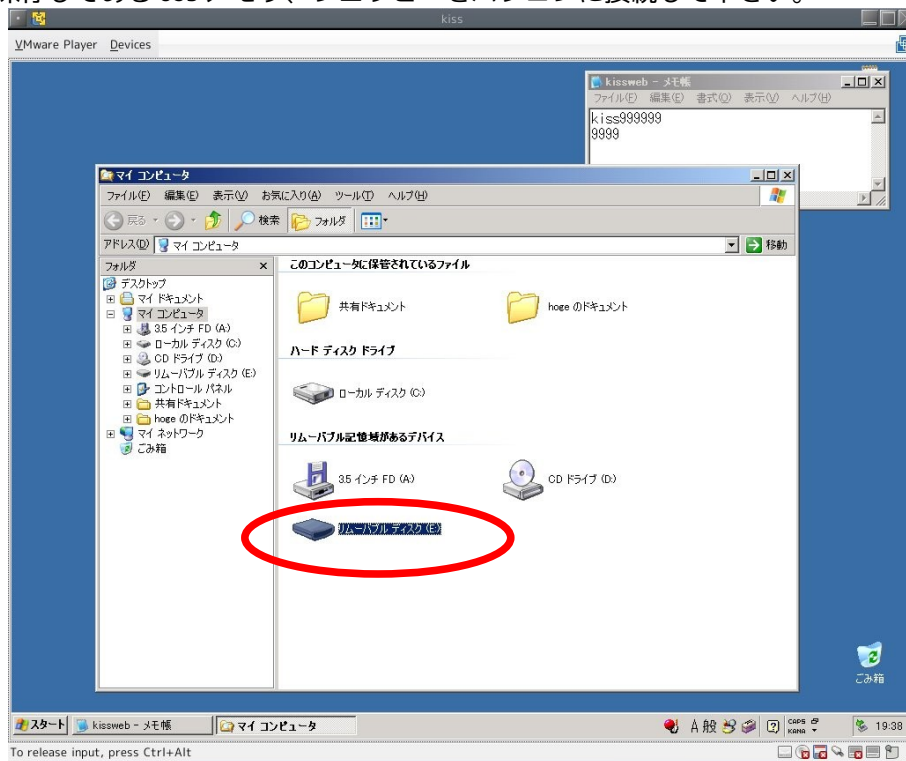 kiss
VMware Player Devices
kissweb - メモ帳
ファイル(F) 編集(E) 書式(O) 表示(V) ヘルプ(H)
kiss999999
9999
マイ コンピュータ
ファイル(F) 編集(E) 表示(V) お気に入り(A) ツール(T) ヘルプ(H)
戻る 検索 フォルダ
アドレス(D) マイ コンピュータ 移動
フォルダ x
デスクトップ
マイ ドキュメント
マイ コンピュータ
3.5 インチ FD (A:)
ローカル ディスク (C:)
CD ドライブ (D:)
リムーバブル ディスク (E:)
コントロール パネル
共有ドキュメント
hoge のドキュメント
マイ ネットワーク
ごみ箱
このコンピュータに保管されているファイル
共有ドキュメント
hoge のドキュメント
ハード ディスク ドライブ
ローカル ディスク (C:)
リムーバブル記憶域があるデバイス
3.5 インチ FD (A:)
CD ドライブ (D:)
リムーバブル ディスク (E:)
ごみ箱
スタート kissweb - メモ帳 マイ コンピュータ A 般 CAPS KANA 19:38
To release input, press Ctrl+Alt